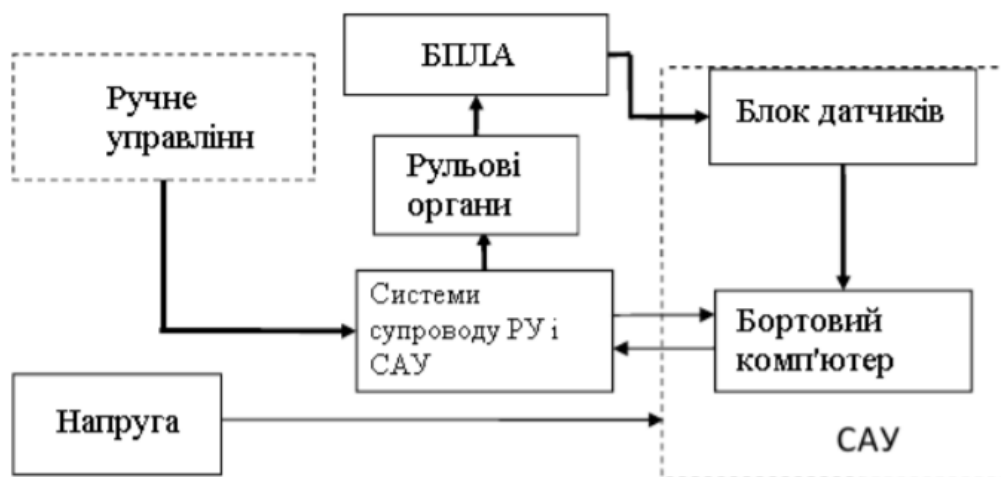 БПЛА
Ручне
управлінн
Блок датчиків
Рульові
органи
Системи
супроводу РУ і
САУ
Бортовий
комп'ютер
Напруга
САУ